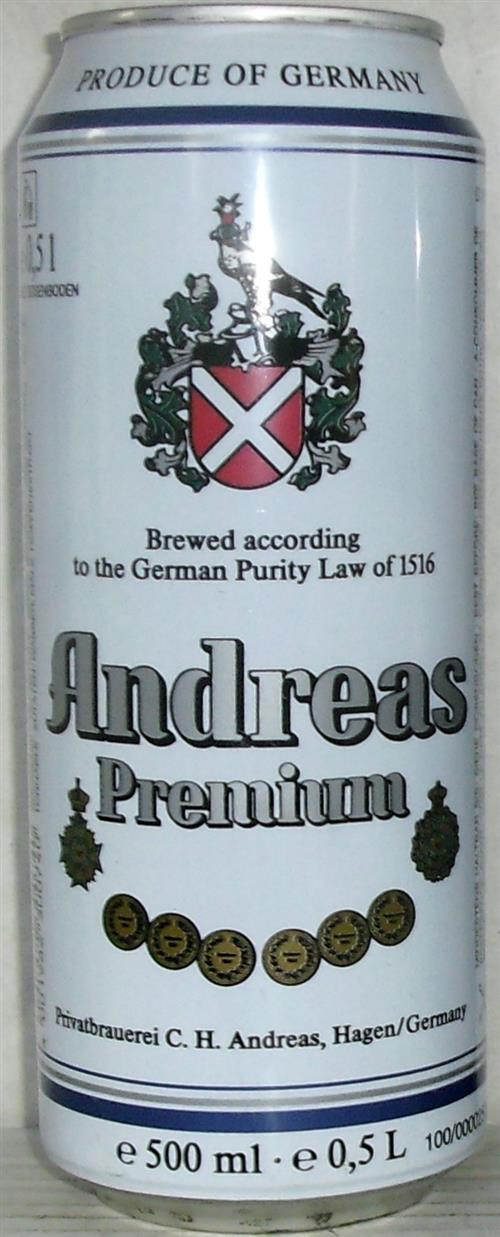 PRODUCE OF GERMANY
0,5 l
Brewed according
to the German Purity Law of 1516
Andreas
Premium
Privatbrauerei C. H. Andreas, Hagen/Germany
e 500 ml · e 0,5 L